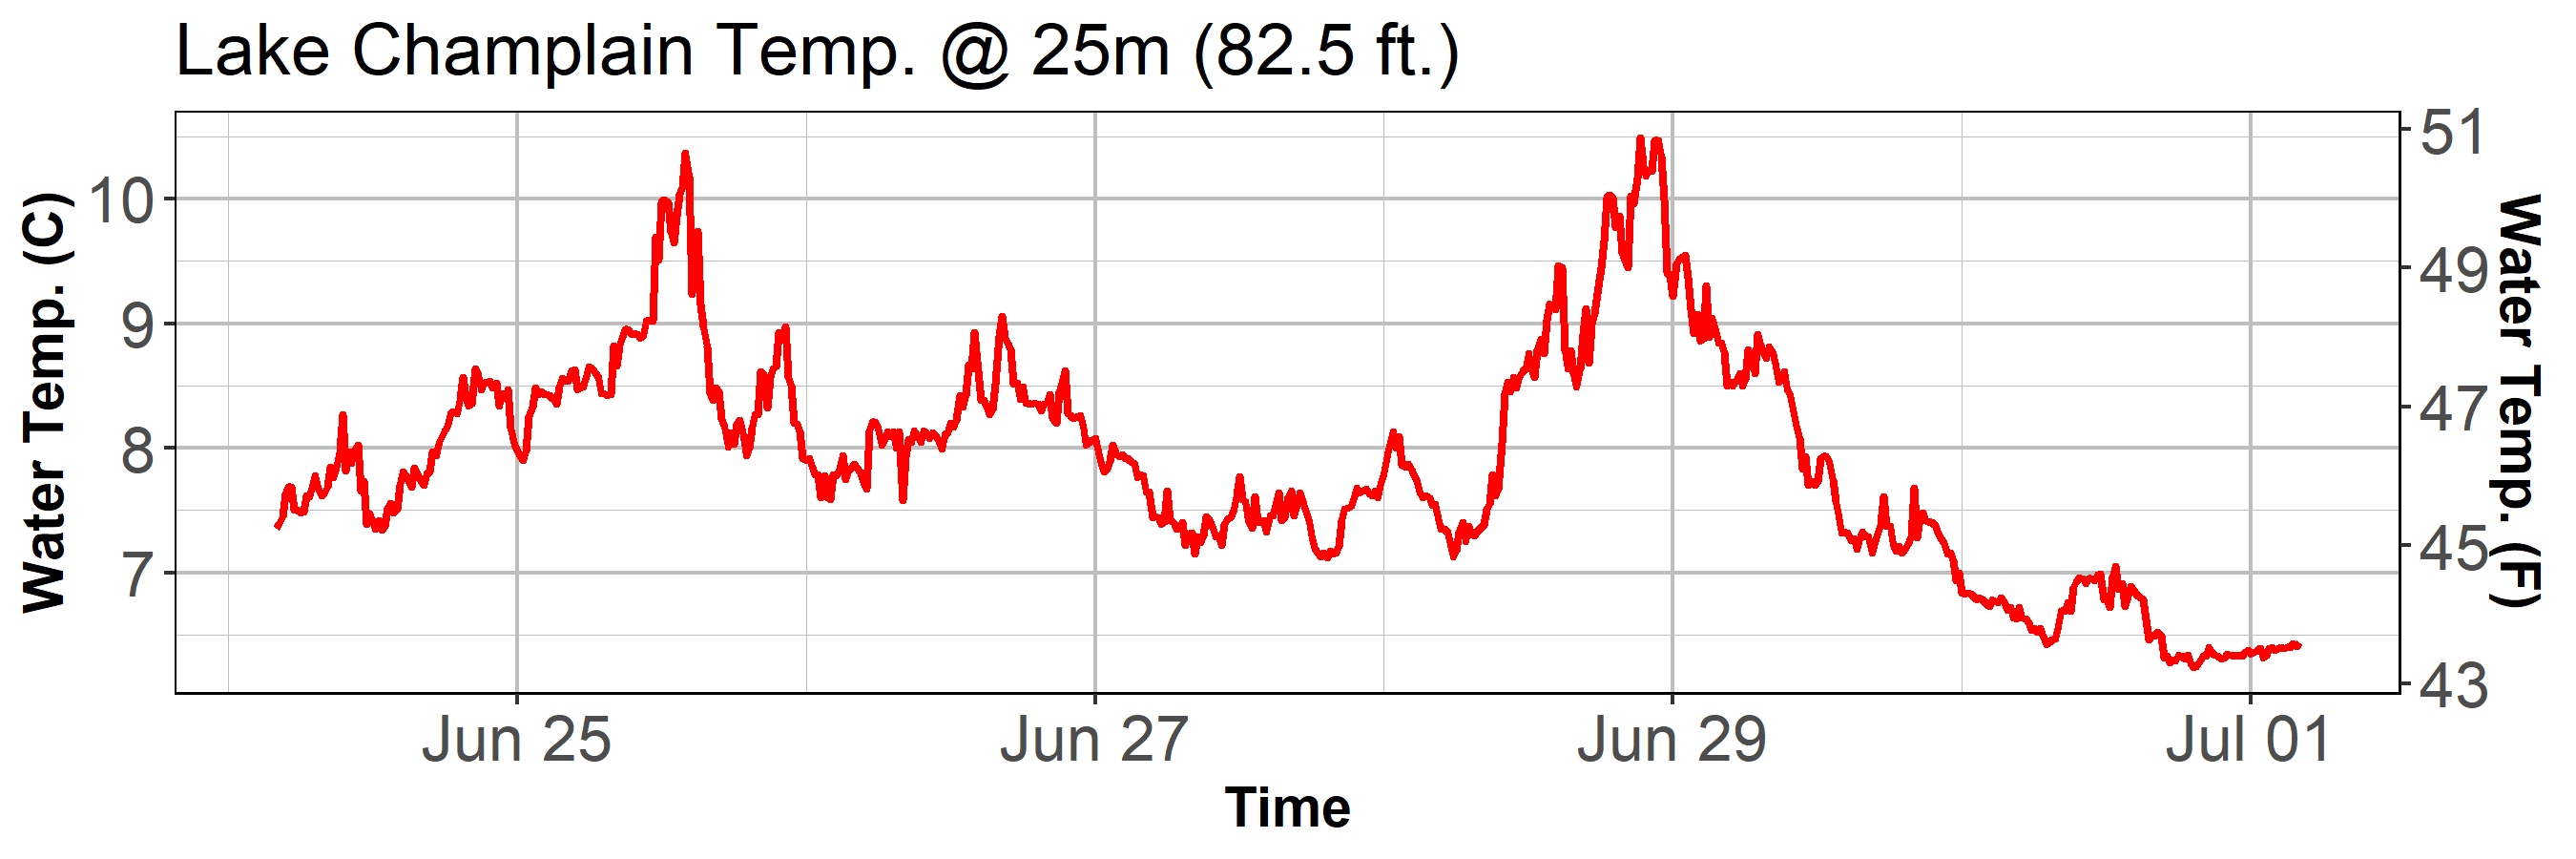 Lake Champlain Temp. @ 25m (82.5 ft.)
Water Temp. (C)
10
9
8
7
51
49
47
45
43
Water Temp. (F)
Jun 25 Jun 27 Jun 29 Jul 01
Time